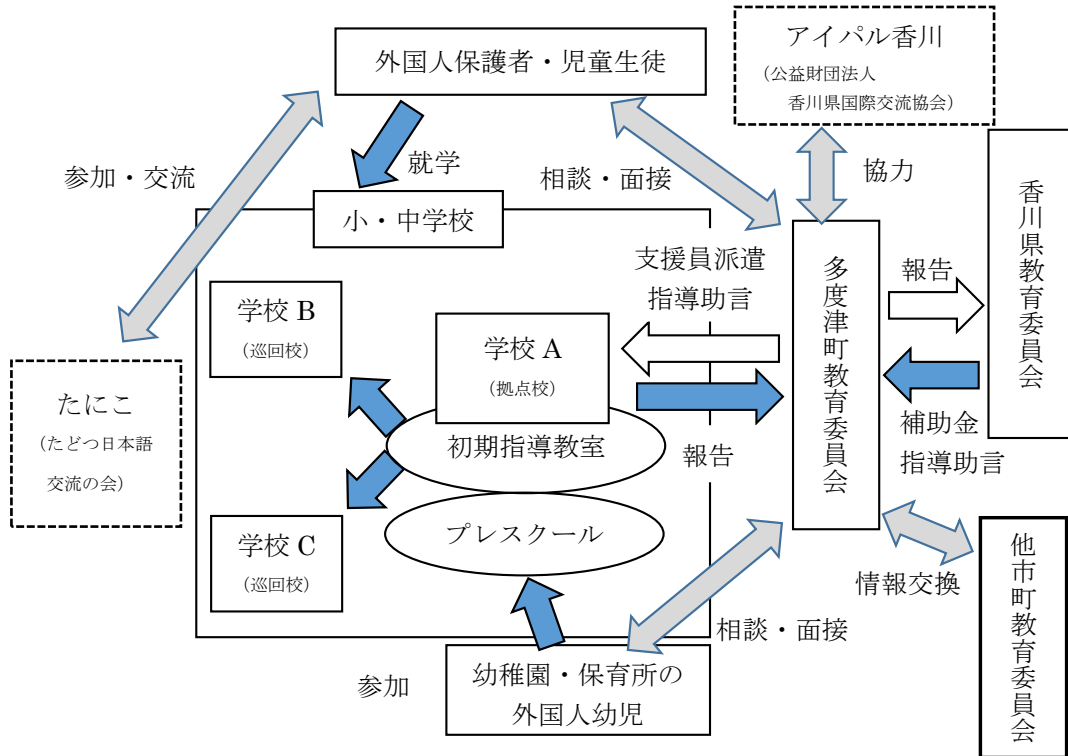 外国人保護者・児童生徒
アイパル香川
（公益財団法人
香川県国際交流協会）
参加・交流
就学
相談・面接
協力
小・中学校
香川県教育委員会
多度津町教育委員会
支援員派遣
指導助言
報告
学校 B
（巡回校）
学校 A
（拠点校）
たにこ
（たどつ日本語
交流の会）
初期指導教室
報告
補助金
指導助言
プレスクール
学校 C
（巡回校）
情報交換
他市町教育委員会
相談・面接
参加
幼稚園・保育所の
外国人幼児